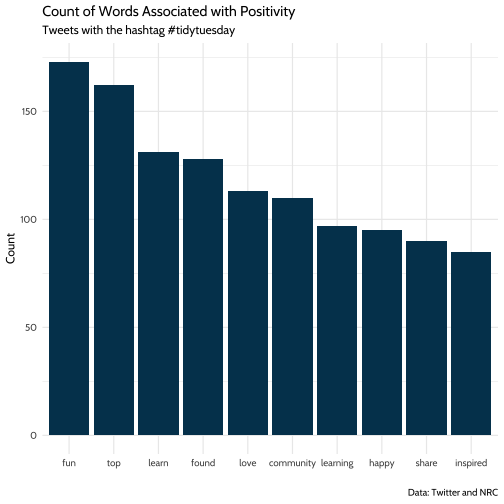 Count of Words Associated with Positivity
Tweets with the hashtag #tidytuesday
Count
150
100
50
0
fun top learn found love community learning happy share inspired
Data: Twitter and NRC